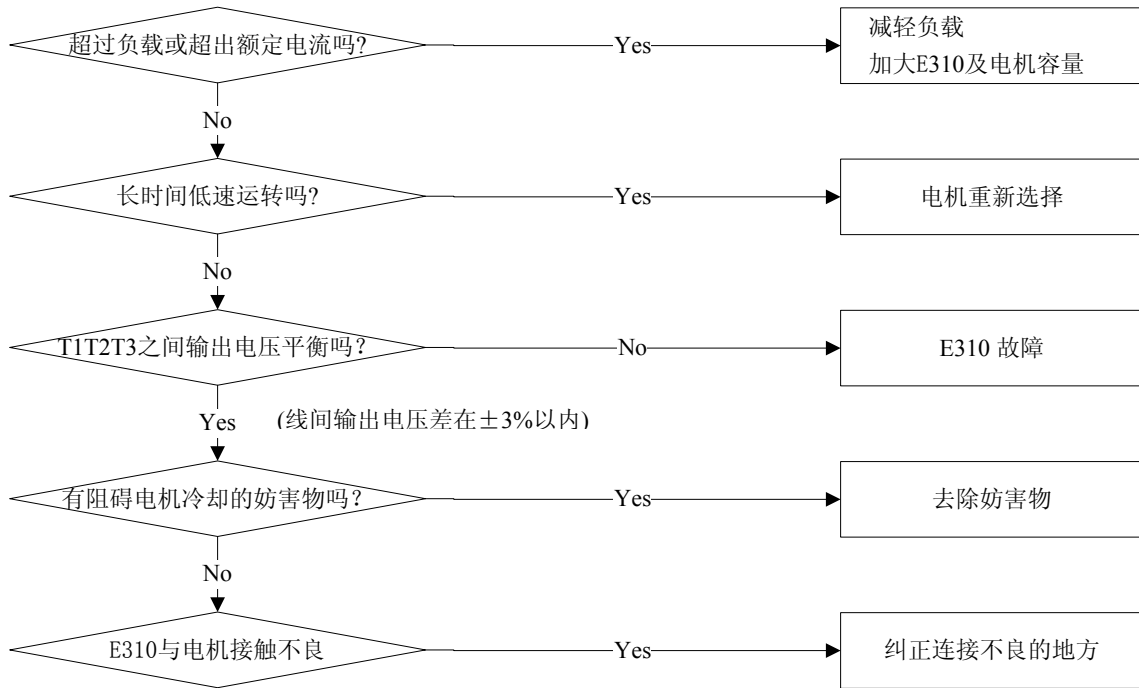 超过负载或超出额定电流吗?
Yes
减轻负载
加大E310及电机容量
No
长时间低速运转吗?
Yes
电机重新选择
No
T1T2T3之间输出电压平衡吗?
No
E310 故障
Yes
(线间输出电压差在±3%以内)
有阻碍电机冷却的妨害物吗?
Yes
去除妨害物
No
E310与电机接触不良
Yes
纠正连接不良的地方